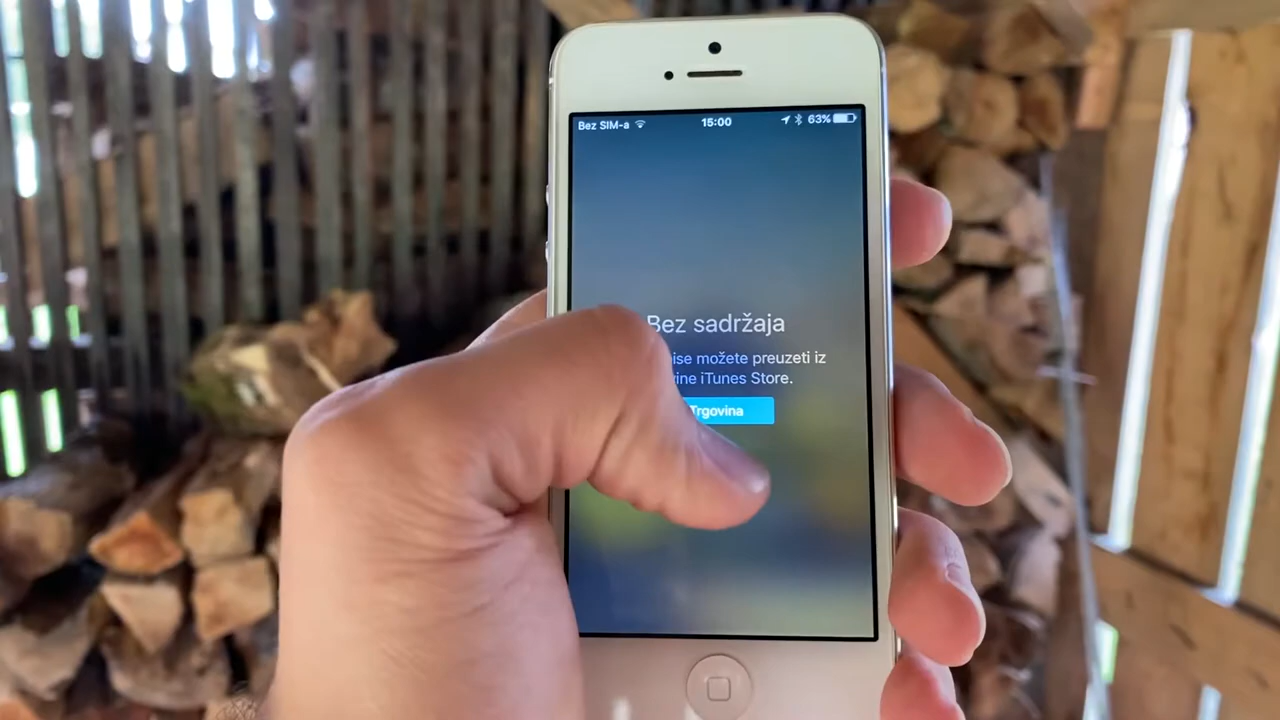 Bez SIM-a
15:00
63%
Bez sadržaja
možete preuzeti iz
iTunes Store.
Trgovina